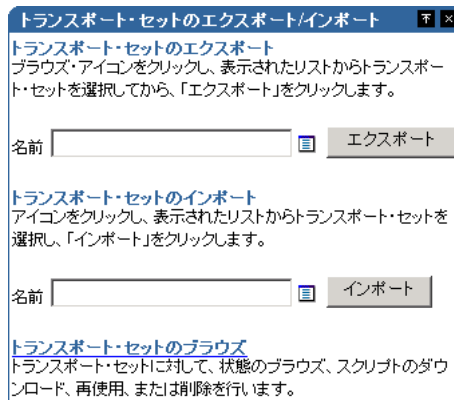 トランスポート・セットのエクスポート/インポート
トランスポート・セットのエクスポート
ブラウズ・アイコンをクリックし、表示されたリストからトランスポー
ト・セットを選択してから、「エクスポート」をクリックします。
名前 エクスポート
トランスポート・セットのインポート
アイコンをクリックし、表示されたリストからトランスポート・セットを
選択し、「インポート」をクリックします。
名前 インポート
トランスポート・セットのブラウズ
トランスポート・セットに対して、状態のブラウズ、スクリプトのダウ
ンロード、再使用、または削除を行います。